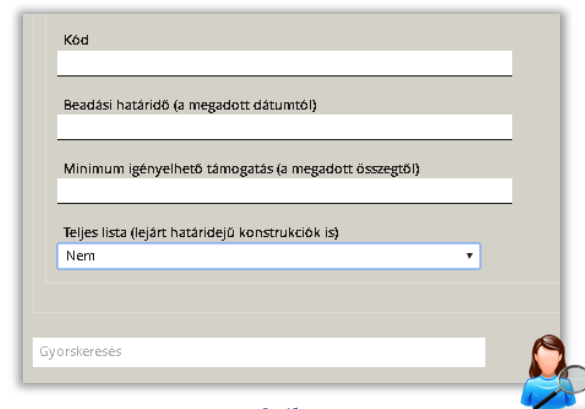 Kód
Beadási határidő (a megadott dátumtól)
Minimum igényelhető támogatás (a megadott összegtől)
Teljes lista (lejárt határidejű konstrukciók is)
Nem
Gyorskeresés